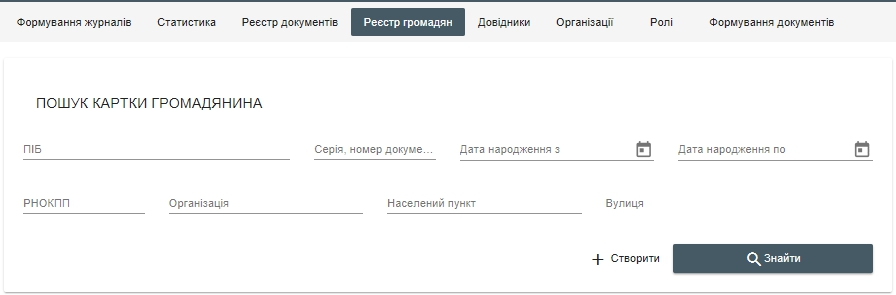 Формування журналів Статистика Реєстр документів Реєстр громадян Довідники Організації Ролі Формування документів
ПОШУК КАРТКИ ГРОМАДЯНИНА
ПІБ Серія, номер докуме... Дата народження з Дата народження по
РНОКПП Організація Населений пункт Вулиця
Створити Знайти